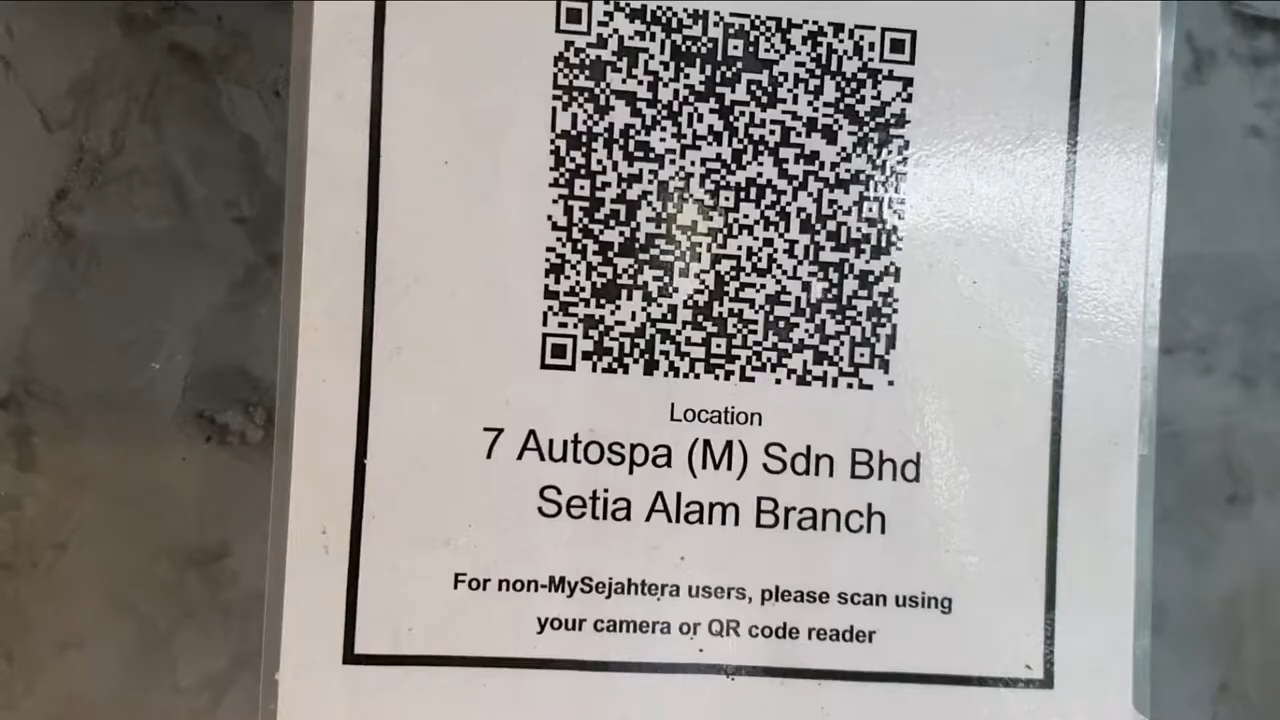 Location
7 Autospa (M) Sdn Bhd
Setia Alam Branch
For non-MySejahtera users, please scan using
your camera or QR code reader